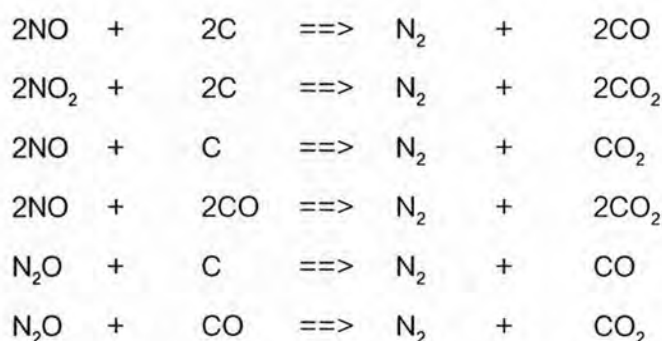 2NO + 2C ==> N₂ + 2CO
2NO₂ + 2C ==> N₂ + 2CO₂
2NO + C ==> N₂ + CO₂
2NO + 2CO ==> N₂ + 2CO₂
N₂O + C ==> N₂ + CO
N₂O + CO ==> N₂ + CO₂